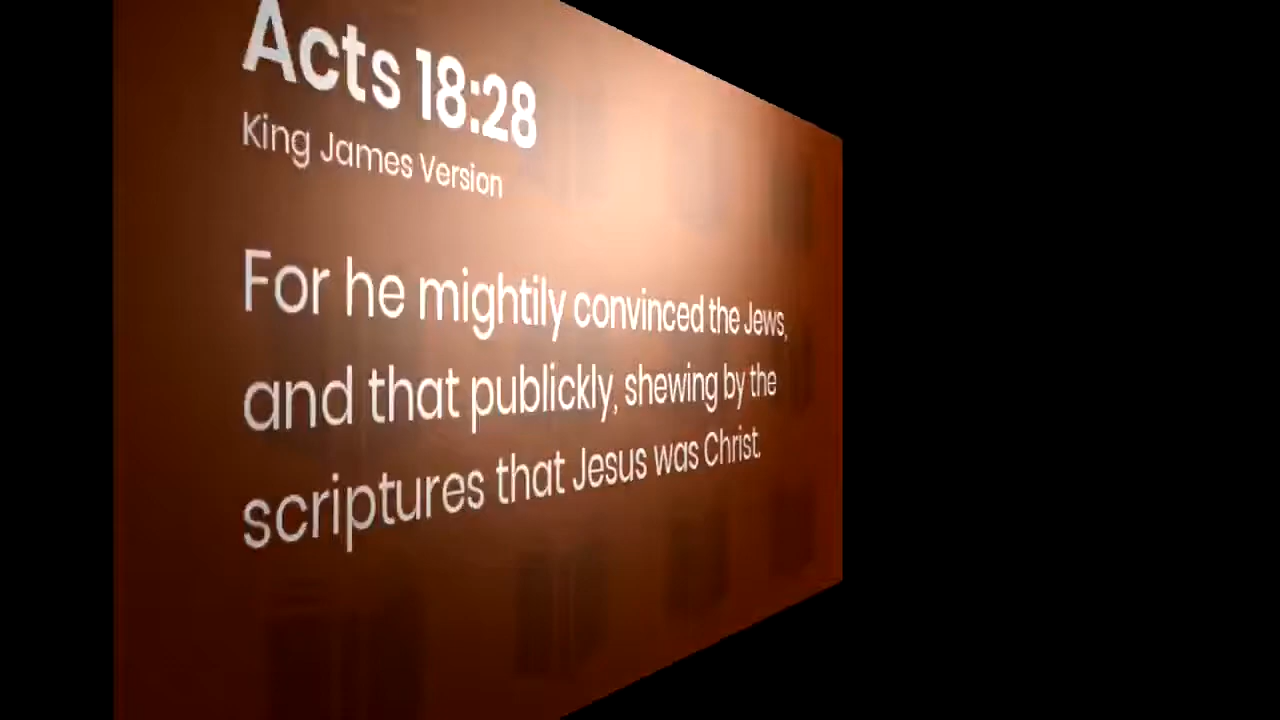 Acts 18:28
King James Version
For he mightily convinced the Jews,
and that publickly, shewing by the
scriptures that Jesus was Christ.